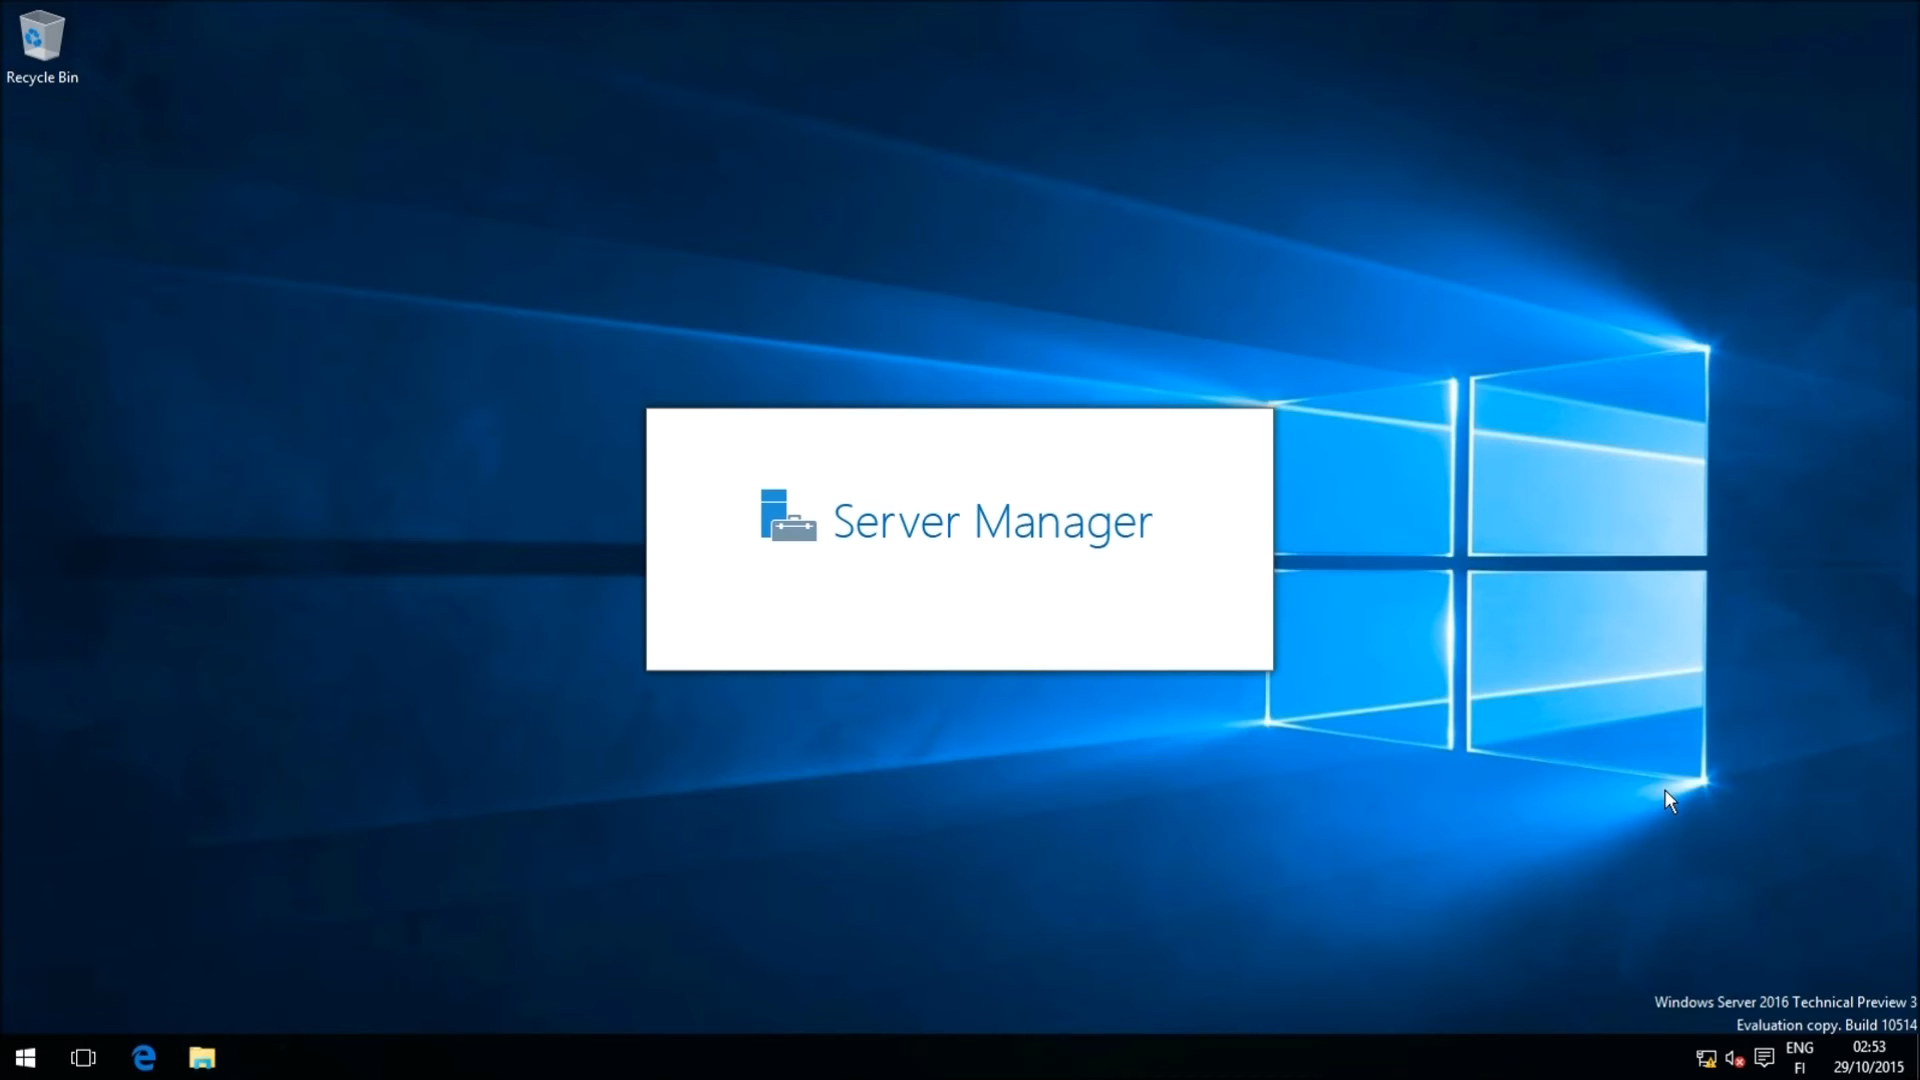 Recycle Bin
Server Manager
Windows Server 2016 Technical Preview 3
Evaluation copy. Build 10514
ENG
FI
02:53
29/10/2015